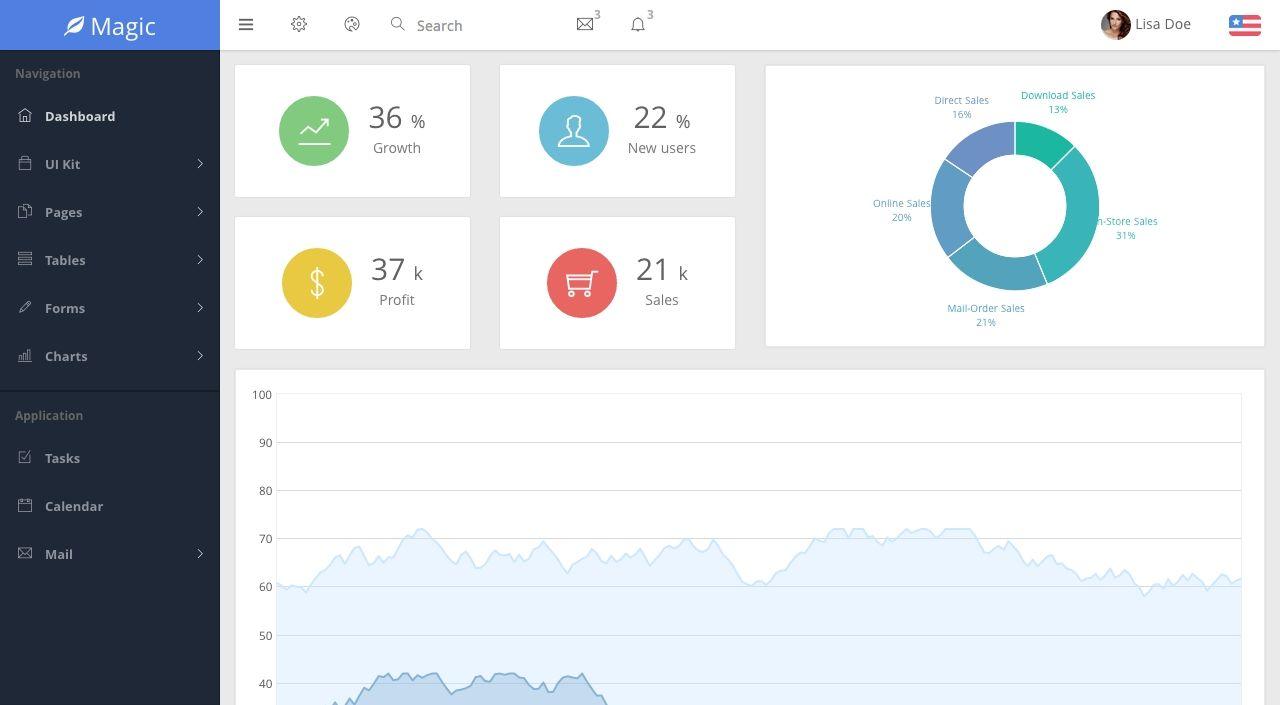 Magic
Search
3
3
Lisa Doe
Navigation
Dashboard
UI Kit
Pages
Tables
Forms
Charts
Application
Tasks
Calendar
Mail
36 %
Growth
22 %
New users
37 k
Profit
$
21 k
Sales
Download Sales
13%
Direct Sales
16%
Online Sales
20%
n-Store Sales
31%
Mail-Order Sales
21%
100
90
80
70
60
50
40